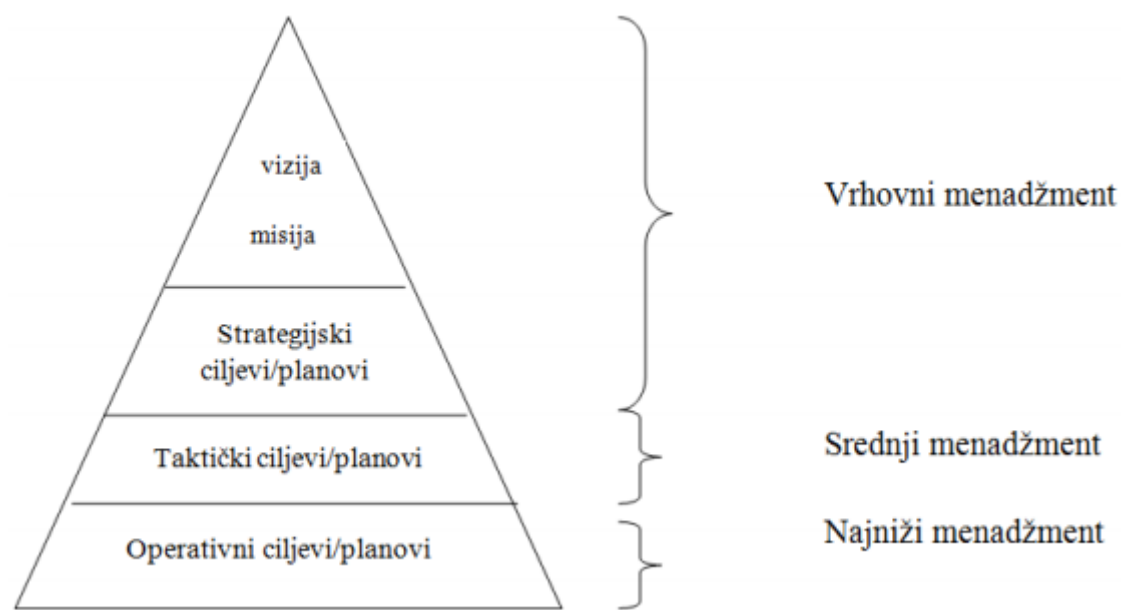 vizija
misija
Strategijski
ciljevi/planovi
Taktički ciljevi/planovi
Operativni ciljevi/planovi
Vrhovni menadžment
Srednji menadžment
Najniži menadžment